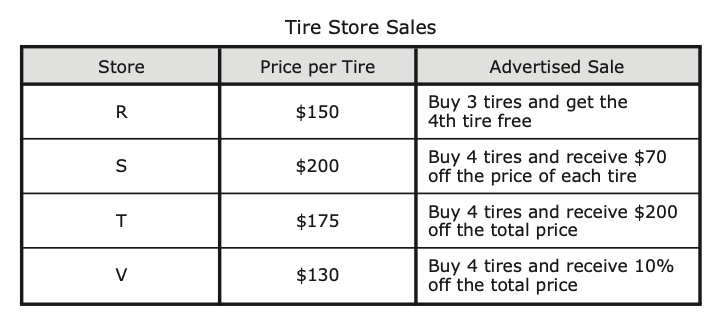 Tire Store Sales
Store Price per Tire Advertised Sale
R $150 Buy 3 tires and get the
4th tire free
S $200 Buy 4 tires and receive $70
off the price of each tire
T $175 Buy 4 tires and receive $200
off the total price
V $130 Buy 4 tires and receive 10%
off the total price